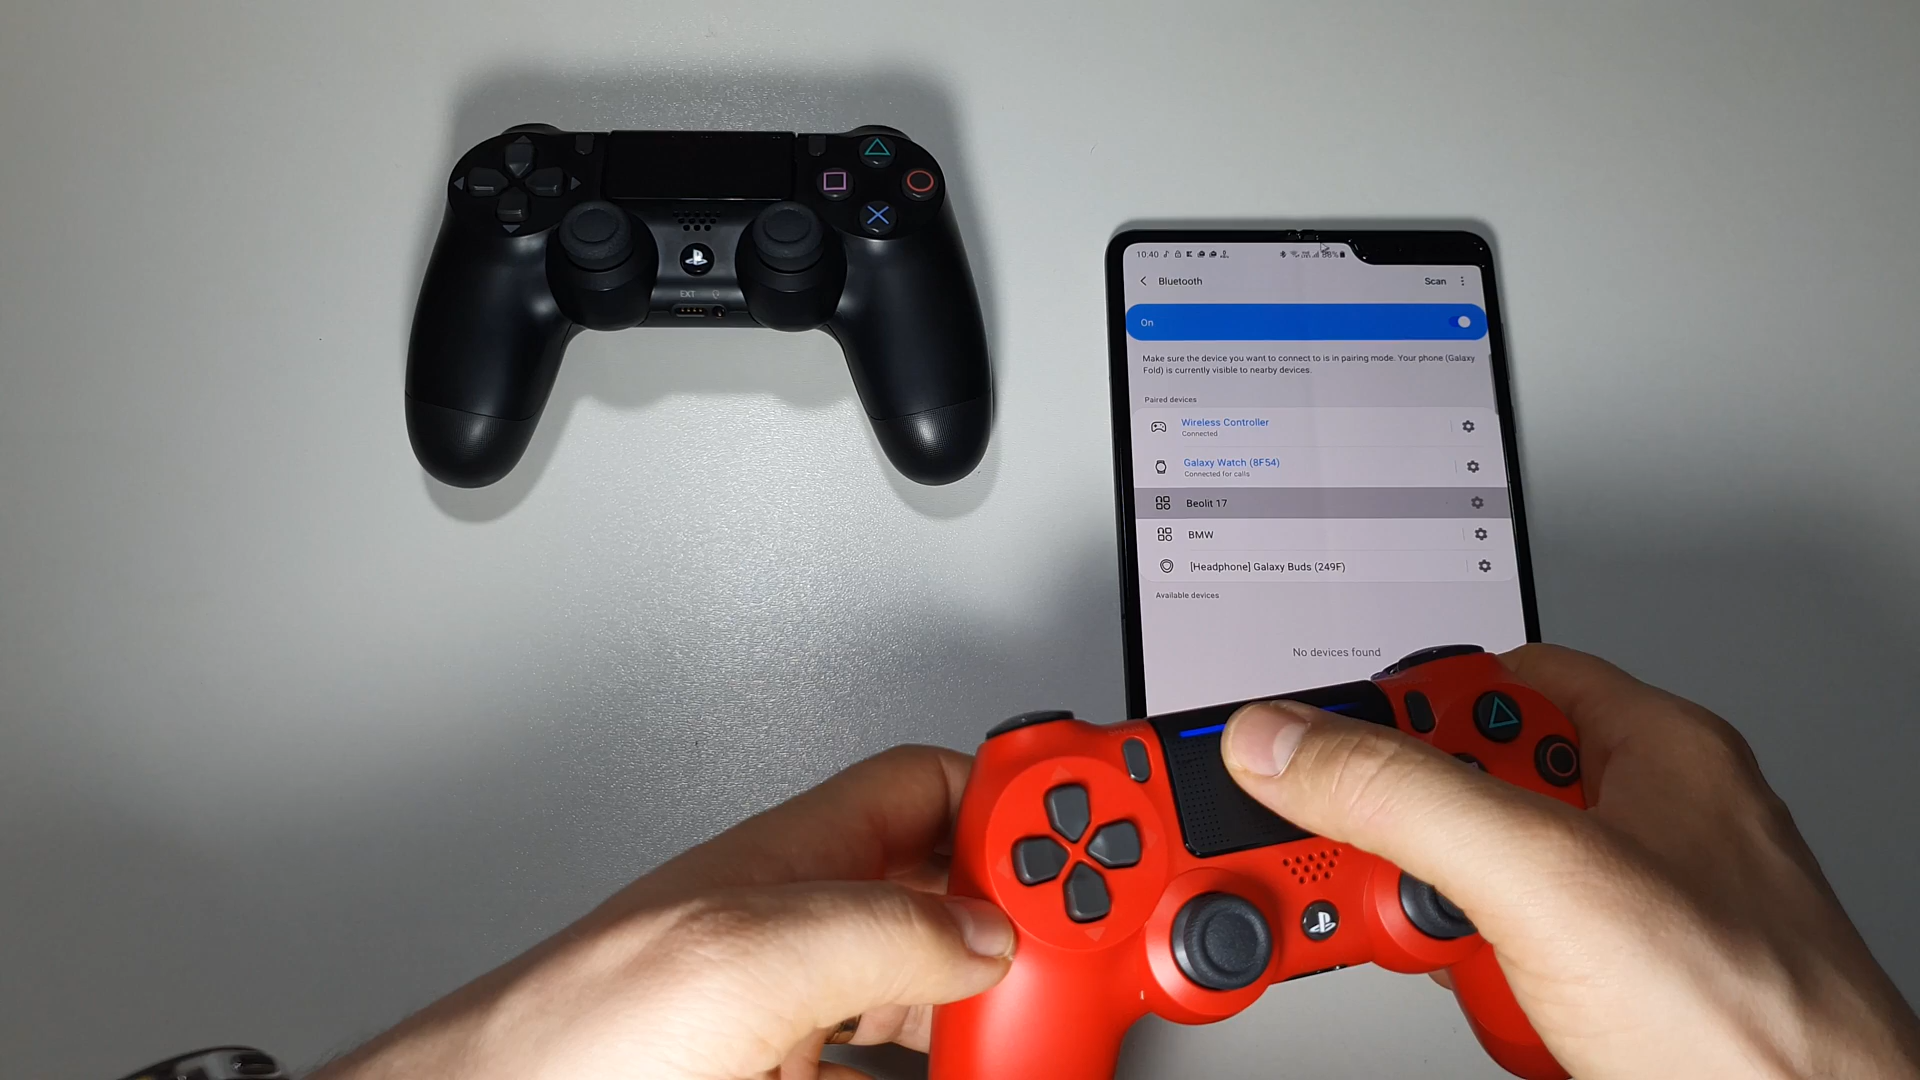 EXT
10:40
Bluetooth
Scan
On
Make sure the device you want to connect to is in pairing mode. Your phone (Galaxy
Fold) is currently visible to nearby devices.
Paired devices
Wireless Controller
Connected
Galaxy Watch (8F54)
Connected for calls
Beolit 17
BMW
[Headphone] Galaxy Buds (249F)
Available devices
No devices found